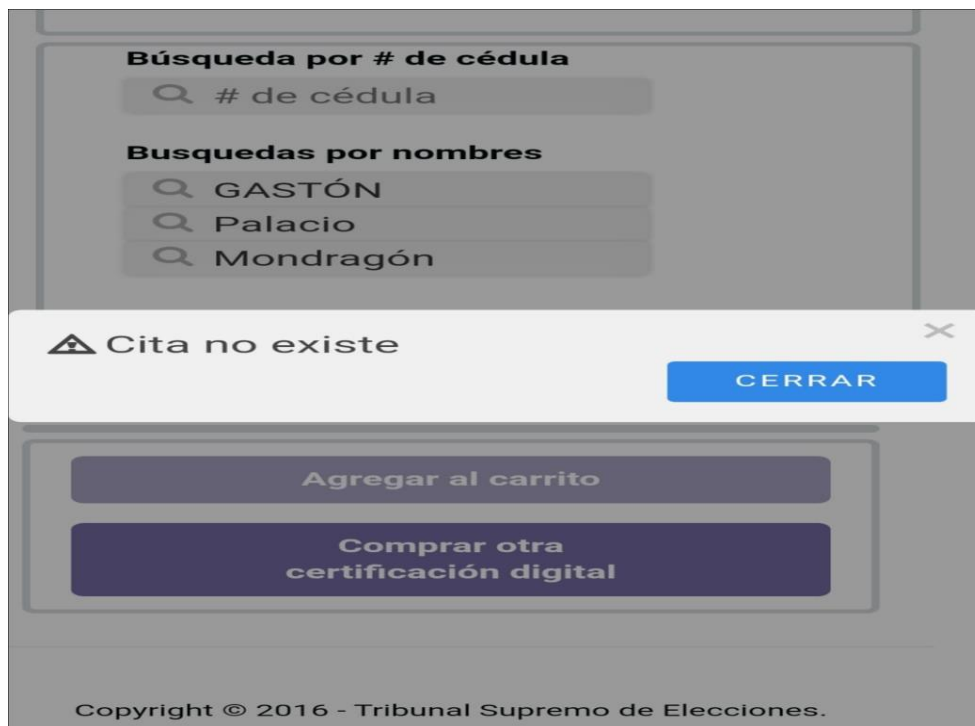 Búsqueda por # de cédula
# de cédula
Busquedas por nombres
GASTÓN
Palacio
Mondragón
Cita no existe
CERRAR
Agregar al carrito
Comprar otra
certificación digital
Copyright © 2016 - Tribunal Supremo de Elecciones.